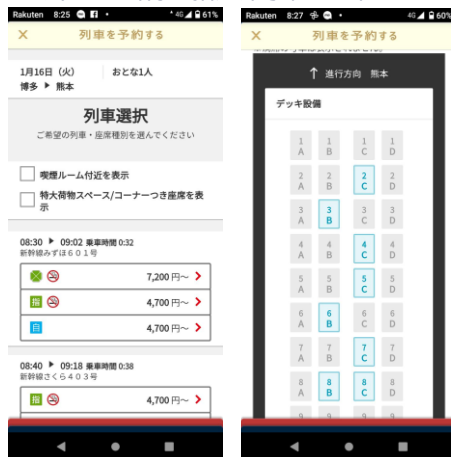 Rakuten 8:25 4G 61%
× 列車を予約する
1月16日（火） おとな1人
博多 ▶ 熊本
列車選択
ご希望の列車・座席種別を選んでください
喫煙ルーム付近を表示
特大荷物スペース/コーナーつき座席を表
示
08:30 ▶ 09:02 乗車時間 0:32
新幹線みずほ６０１号
7,200 円〜
指 4,700 円〜
自 4,700 円〜
08:40 ▶ 09:18 乗車時間 0:38
新幹線さくら４０３号
指 4,700 円〜
Rakuten 8:27 4G 60%
× 列車を予約する
↑ 進行方向 熊本
デッキ設備
1 1 1 1
A B C D
2 2 2 2
A B C D
3 3 3 3
A B C D
4 4 4 4
A B C D
5 5 5 5
A B C D
6 6 6 6
A B C D
7 7 7 7
A B C D
8 8 8 8
A B C D
9 9 9 9